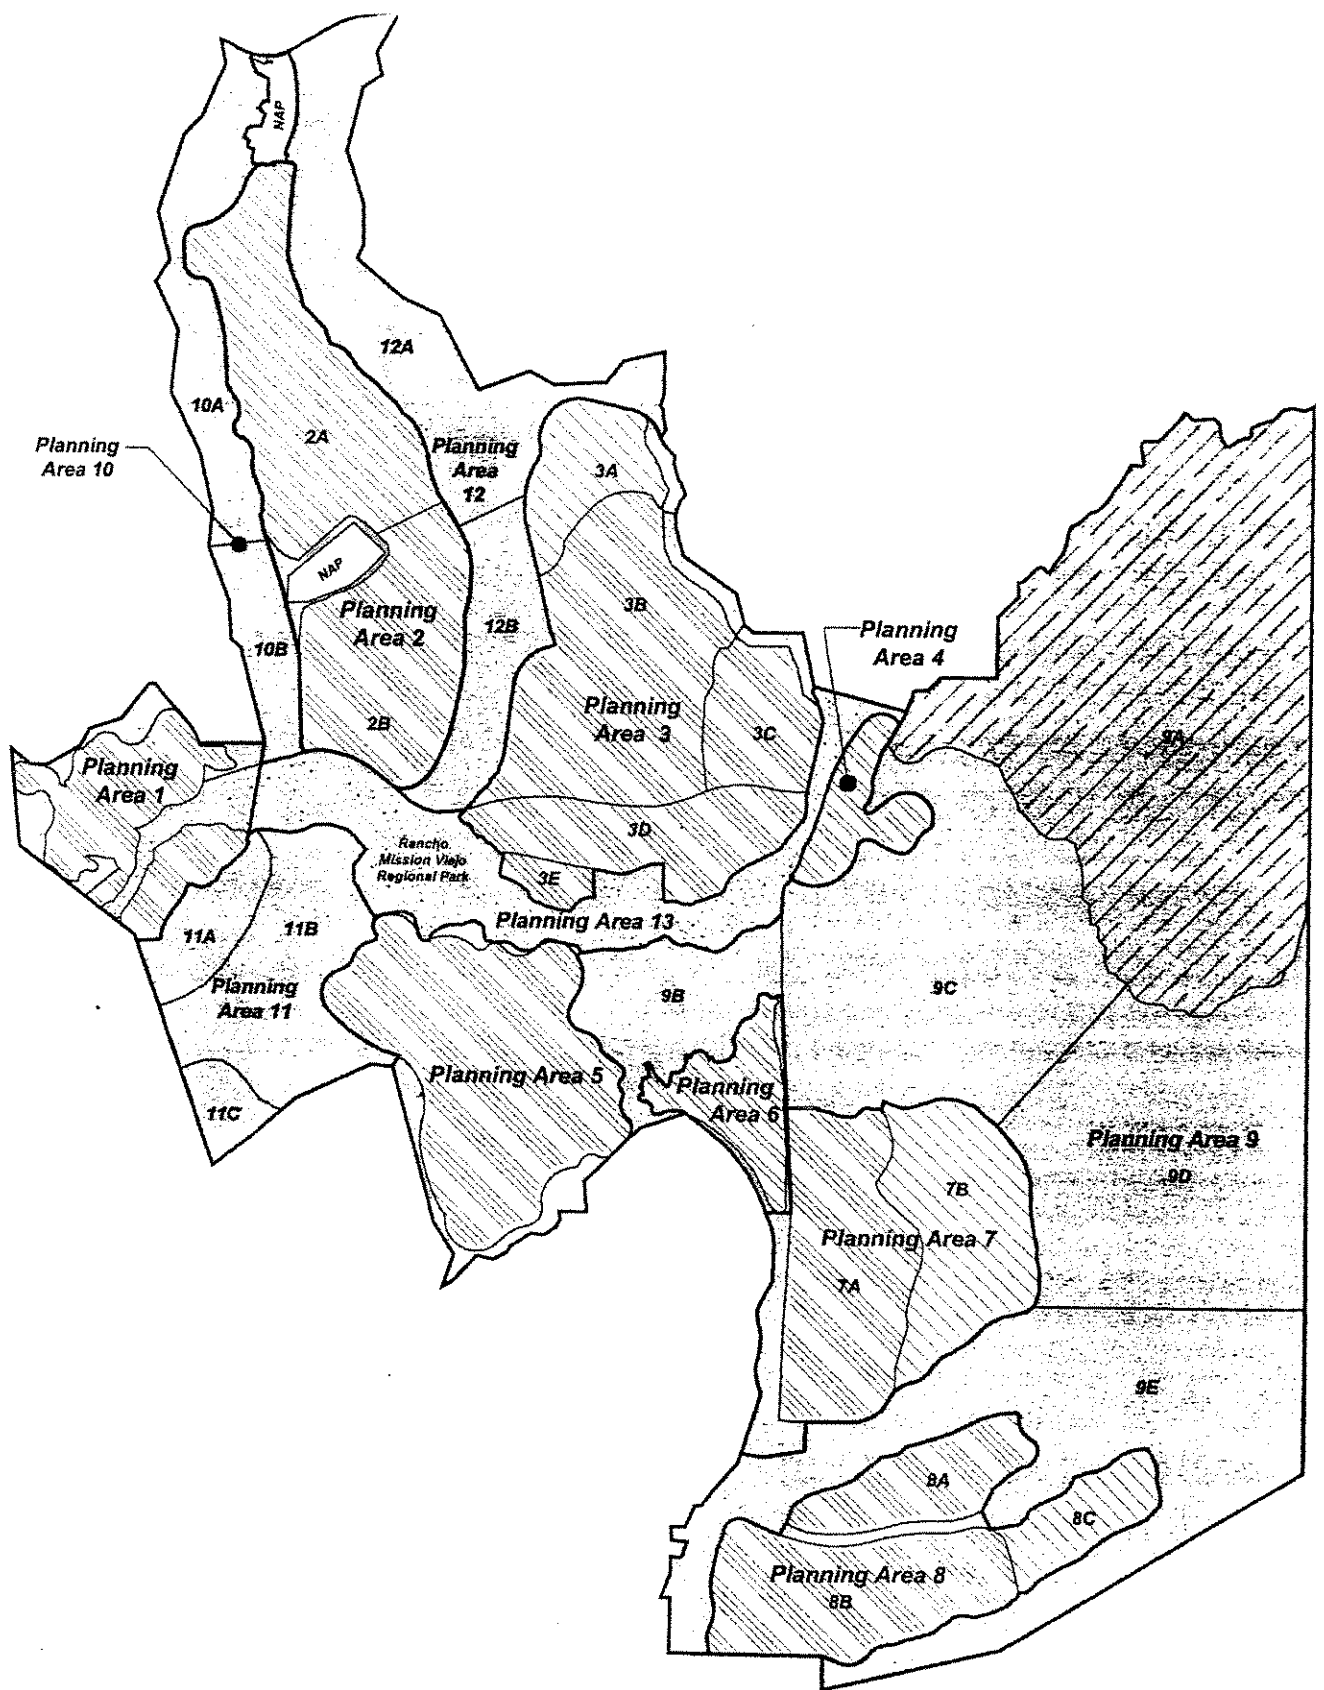 NAP
12A
10A
2A
Planning
Area 10
Planning
Area
12
3A
NAP
3B
Planning
Area 2
12B
Planning
Area 4
10B
Planning
Area 3
2B
3C
9A
Planning
Area 1
3D
Rancho
Mission Viejo
Regional Park
3E
Planning Area 13
11A
11B
Planning
Area 11
9B
9C
Planning Area 5
Planning
Area 6
11C
Planning Area 9
9D
7B
Planning Area 7
7A
9E
8A
8C
Planning Area 8
8B